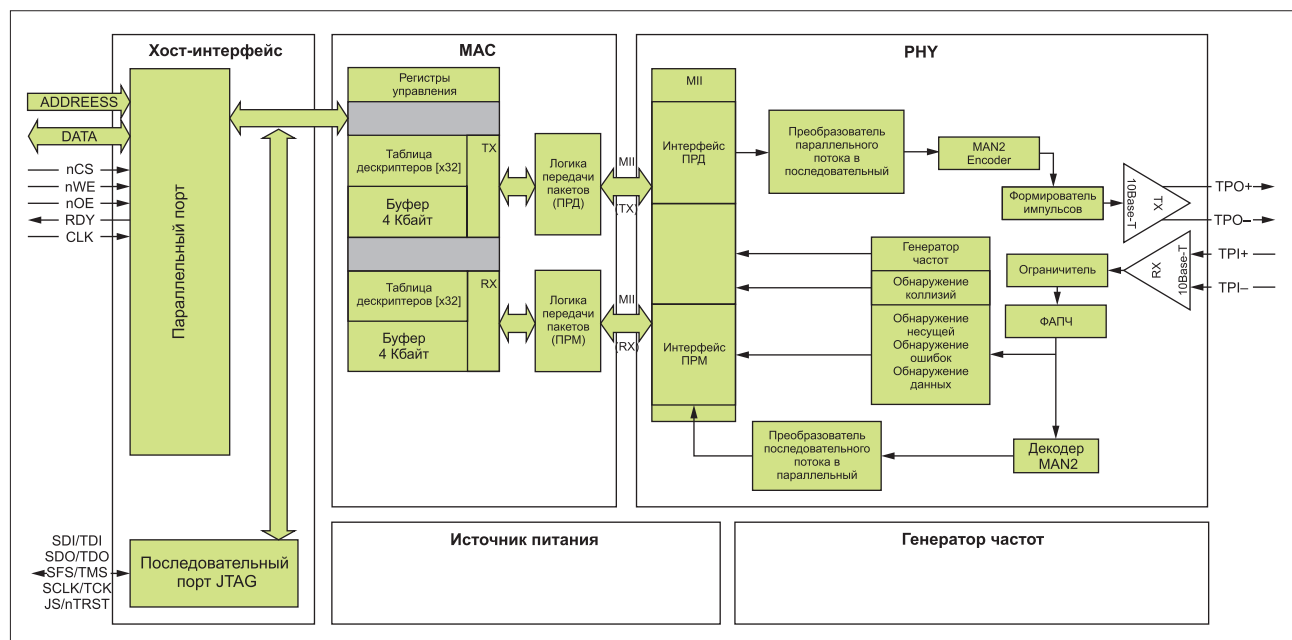 Хост-интерфейс
ADDREESS
DATA
nCS
nWE
nOE
RDY
CLK
Параллельный порт
SDI/TDI
SDO/TDO
SFS/TMS
SCLK/TCK
JS/nTRST
Последовательный
порт JTAG
MAC
Регистры
управления
Таблица
дескриптеров [x32]
TX
Буфер
4 Кбайт
Таблица
дескриптеров [x32]
RX
Буфер
4 Кбайт
Логика
передачи
пакетов
(ПРД)
Логика
передачи
пакетов
(ПРМ)
MII
(TX)
MII
(RX)
PHY
MII
Интерфейс
ПРД
Интерфейс
ПРМ
Преобразователь
параллельного
потока в
последовательный
MAN2
Encoder
Формирователь
импульсов
10Base-T
TX
TPO+
TPO–
Генератор
частот
Обнаружение
коллизий
Обнаружение
несущей
Обнаружение
ошибок
Обнаружение
данных
Ограничитель
RX
10Base-T
TPI+
TPI–
ФАПЧ
Преобразователь
последовательного
потока в
параллельный
Декодер
MAN2
Источник питания
Генератор частот